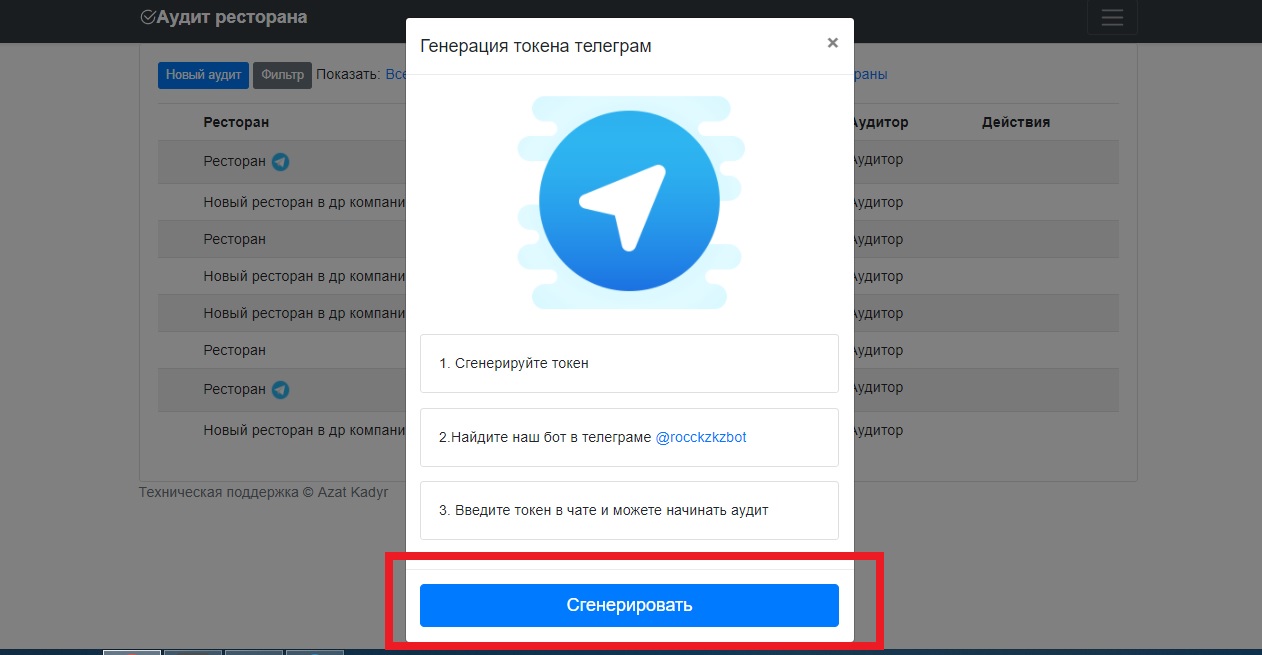 Аудит ресторана
Генерация токена телеграм
×
Новый аудит Фильтр Показать: Все
Ресторан Аудитор Действия
Ресторан Аудитор
Новый ресторан в др компани Аудитор
Ресторан Аудитор
Новый ресторан в др компани Аудитор
Новый ресторан в др компани Аудитор
Ресторан Аудитор
Ресторан Аудитор
Новый ресторан в др компани Аудитор
Техническая поддержка © Azat Kadyr
1. Сгенерируйте токен
2.Найдите наш бот в телеграме @rocckzkzbot
3. Введите токен в чате и можете начинать аудит
Сгенерировать